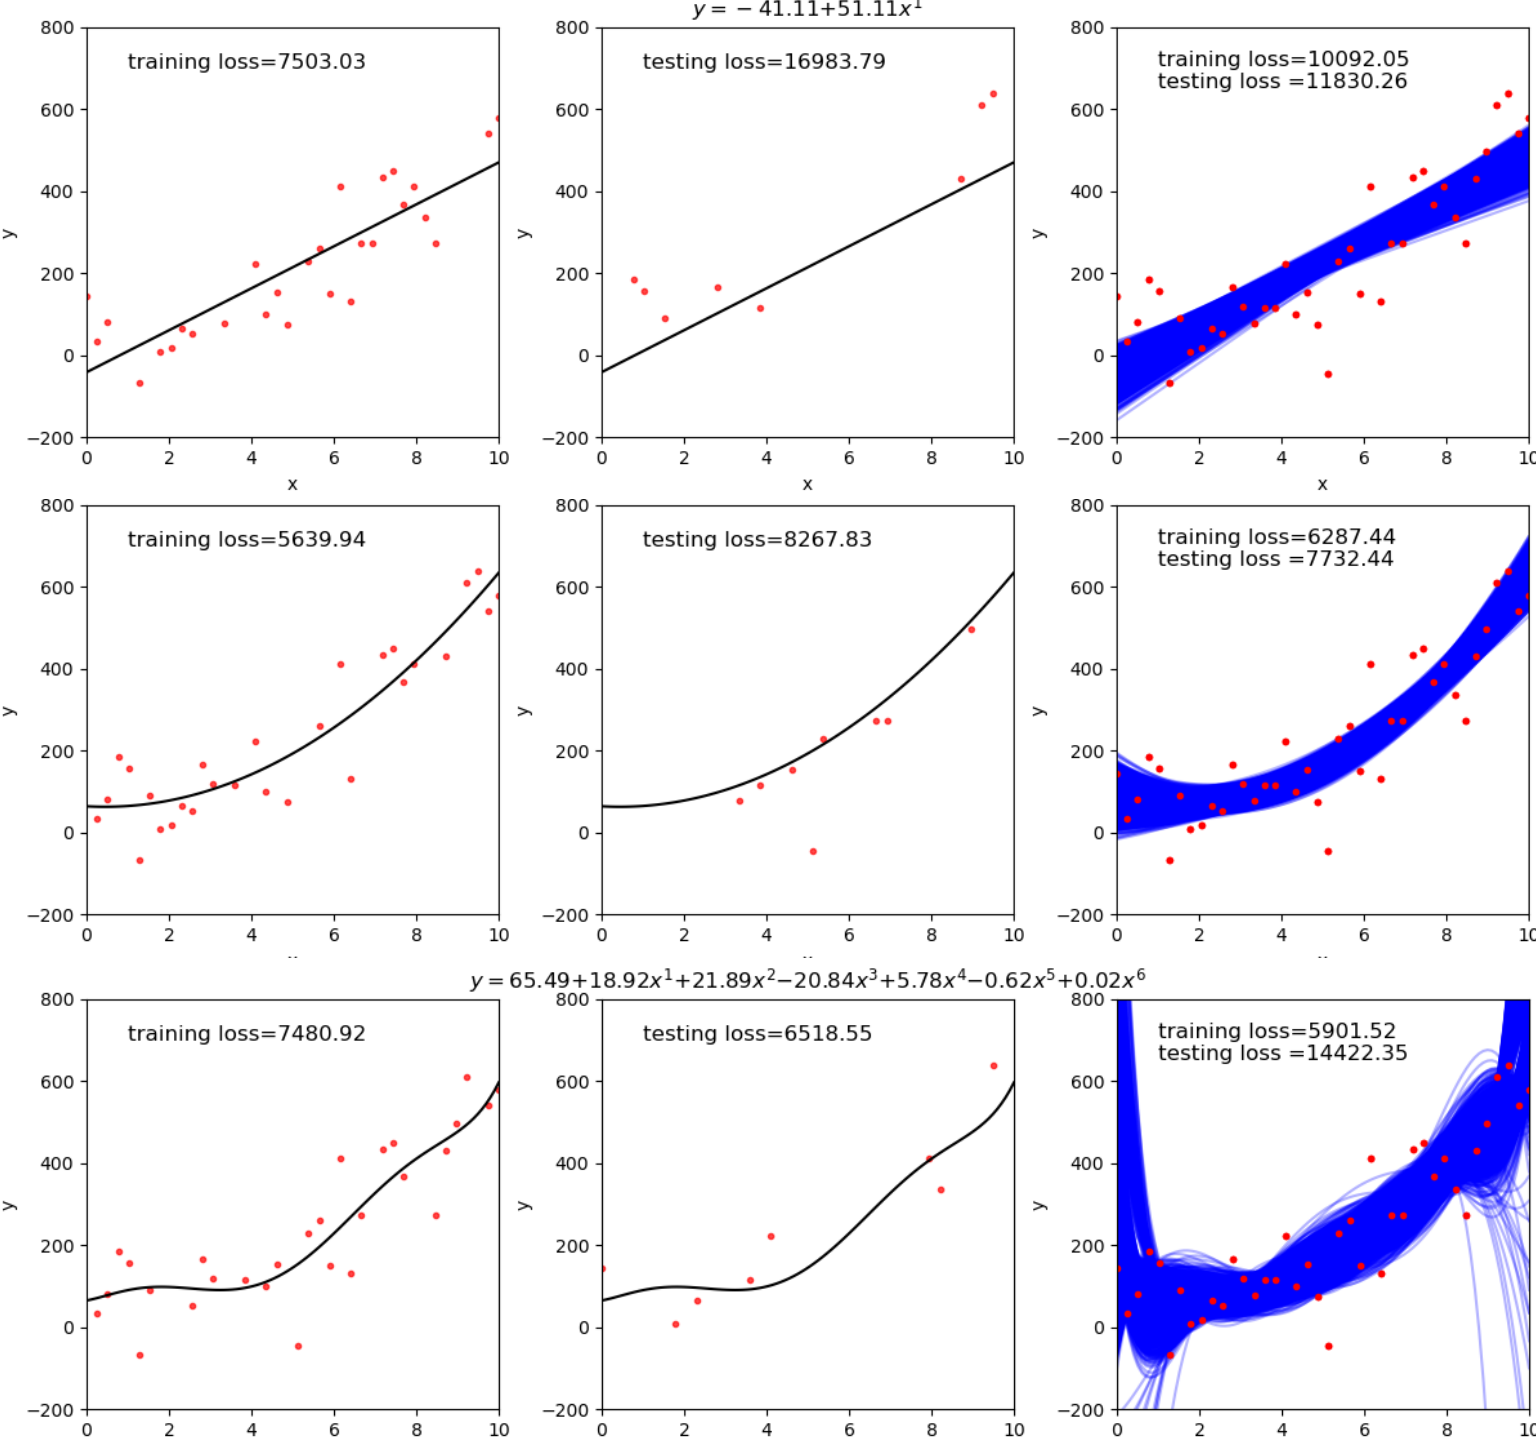 y = − 41.11+51.11x¹
800 800 800
training loss=7503.03 testing loss=16983.79 training loss=10092.05
testing loss =11830.26
600 600 600
400 400 400
y y y
200 200 200
0 0 0
−200 −200 −200
0 2 4 6 8 10 0 2 4 6 8 10 0 2 4 6 8 10
x x x
800 800 800
training loss=5639.94 testing loss=8267.83 training loss=6287.44
testing loss =7732.44
600 600 600
400 400 400
y y y
200 200 200
0 0 0
−200 −200 −200
0 2 4 6 8 10 0 2 4 6 8 10 0 2 4 6 8 10
y = 65.49+18.92x¹+21.89x²−20.84x³+5.78x⁴−0.62x⁵+0.02x⁶
800 800 800
training loss=7480.92 testing loss=6518.55 training loss=5901.52
testing loss =14422.35
600 600 600
400 400 400
y y y
200 200 200
0 0 0
−200 −200 −200
0 2 4 6 8 10 0 2 4 6 8 10 0 2 4 6 8 10